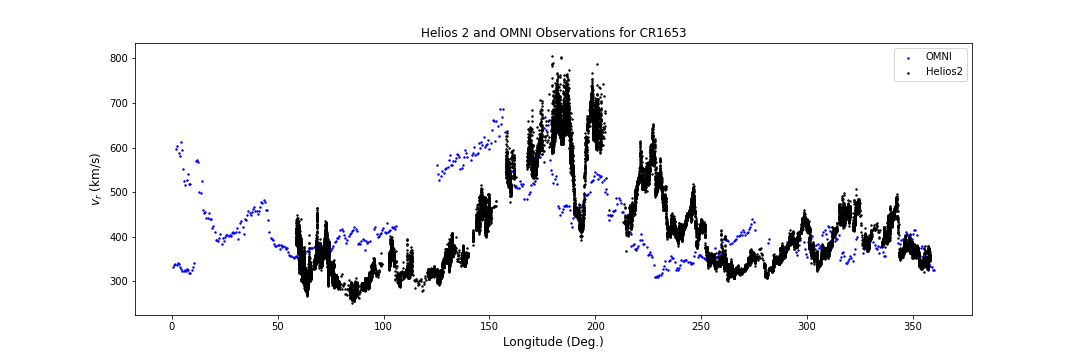 Helios 2 and OMNI Observations for CR1653
OMNI
Helios2
800
700
600
500
400
300
v_r (km/s)
0 50 100 150 200 250 300 350
Longitude (Deg.)